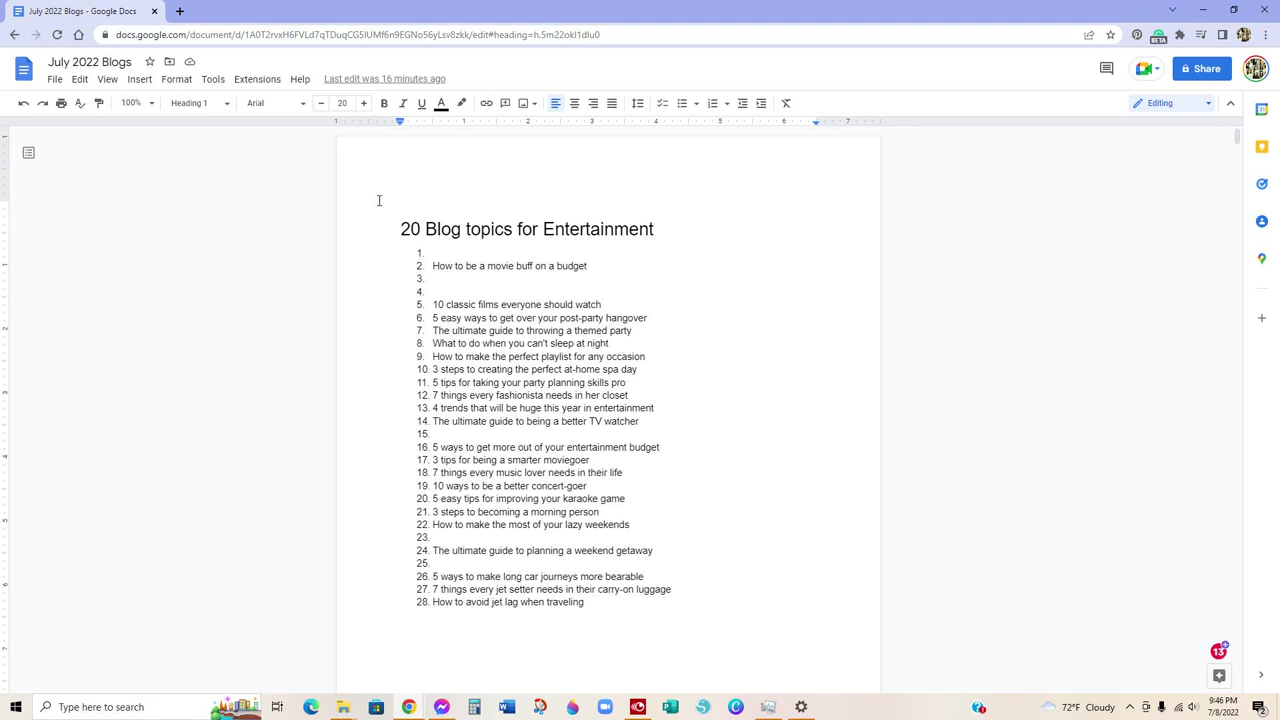 July 2022 Blogs - Google Docs
docs.google.com/document/d/1A0T2rvxH6FVLd7qTDuqCG5IUMf6n9EGNo56yLsv8zkk/edit#heading=h.5m22okl1dlu0
BETA
July 2022 Blogs
File Edit View Insert Format Tools Extensions Help Last edit was 16 minutes ago
Share
100% Heading 1 Arial 20 Editing
1 1 2 3 4 5 6 7
20 Blog topics for Entertainment
1.
2. How to be a movie buff on a budget
3.
4.
5. 10 classic films everyone should watch
6. 5 easy ways to get over your post-party hangover
7. The ultimate guide to throwing a themed party
8. What to do when you can't sleep at night
9. How to make the perfect playlist for any occasion
10. 3 steps to creating the perfect at-home spa day
11. 5 tips for taking your party planning skills pro
12. 7 things every fashionista needs in her closet
13. 4 trends that will be huge this year in entertainment
14. The ultimate guide to being a better TV watcher
15.
16. 5 ways to get more out of your entertainment budget
17. 3 tips for being a smarter moviegoer
18. 7 things every music lover needs in their life
19. 10 ways to be a better concert-goer
20. 5 easy tips for improving your karaoke game
21. 3 steps to becoming a morning person
22. How to make the most of your lazy weekends
23.
24. The ultimate guide to planning a weekend getaway
25.
26. 5 ways to make long car journeys more bearable
27. 7 things every jet setter needs in their carry-on luggage
28. How to avoid jet lag when traveling
13
Type here to search
72°F Cloudy
9:46 PM
7/8/2022
2